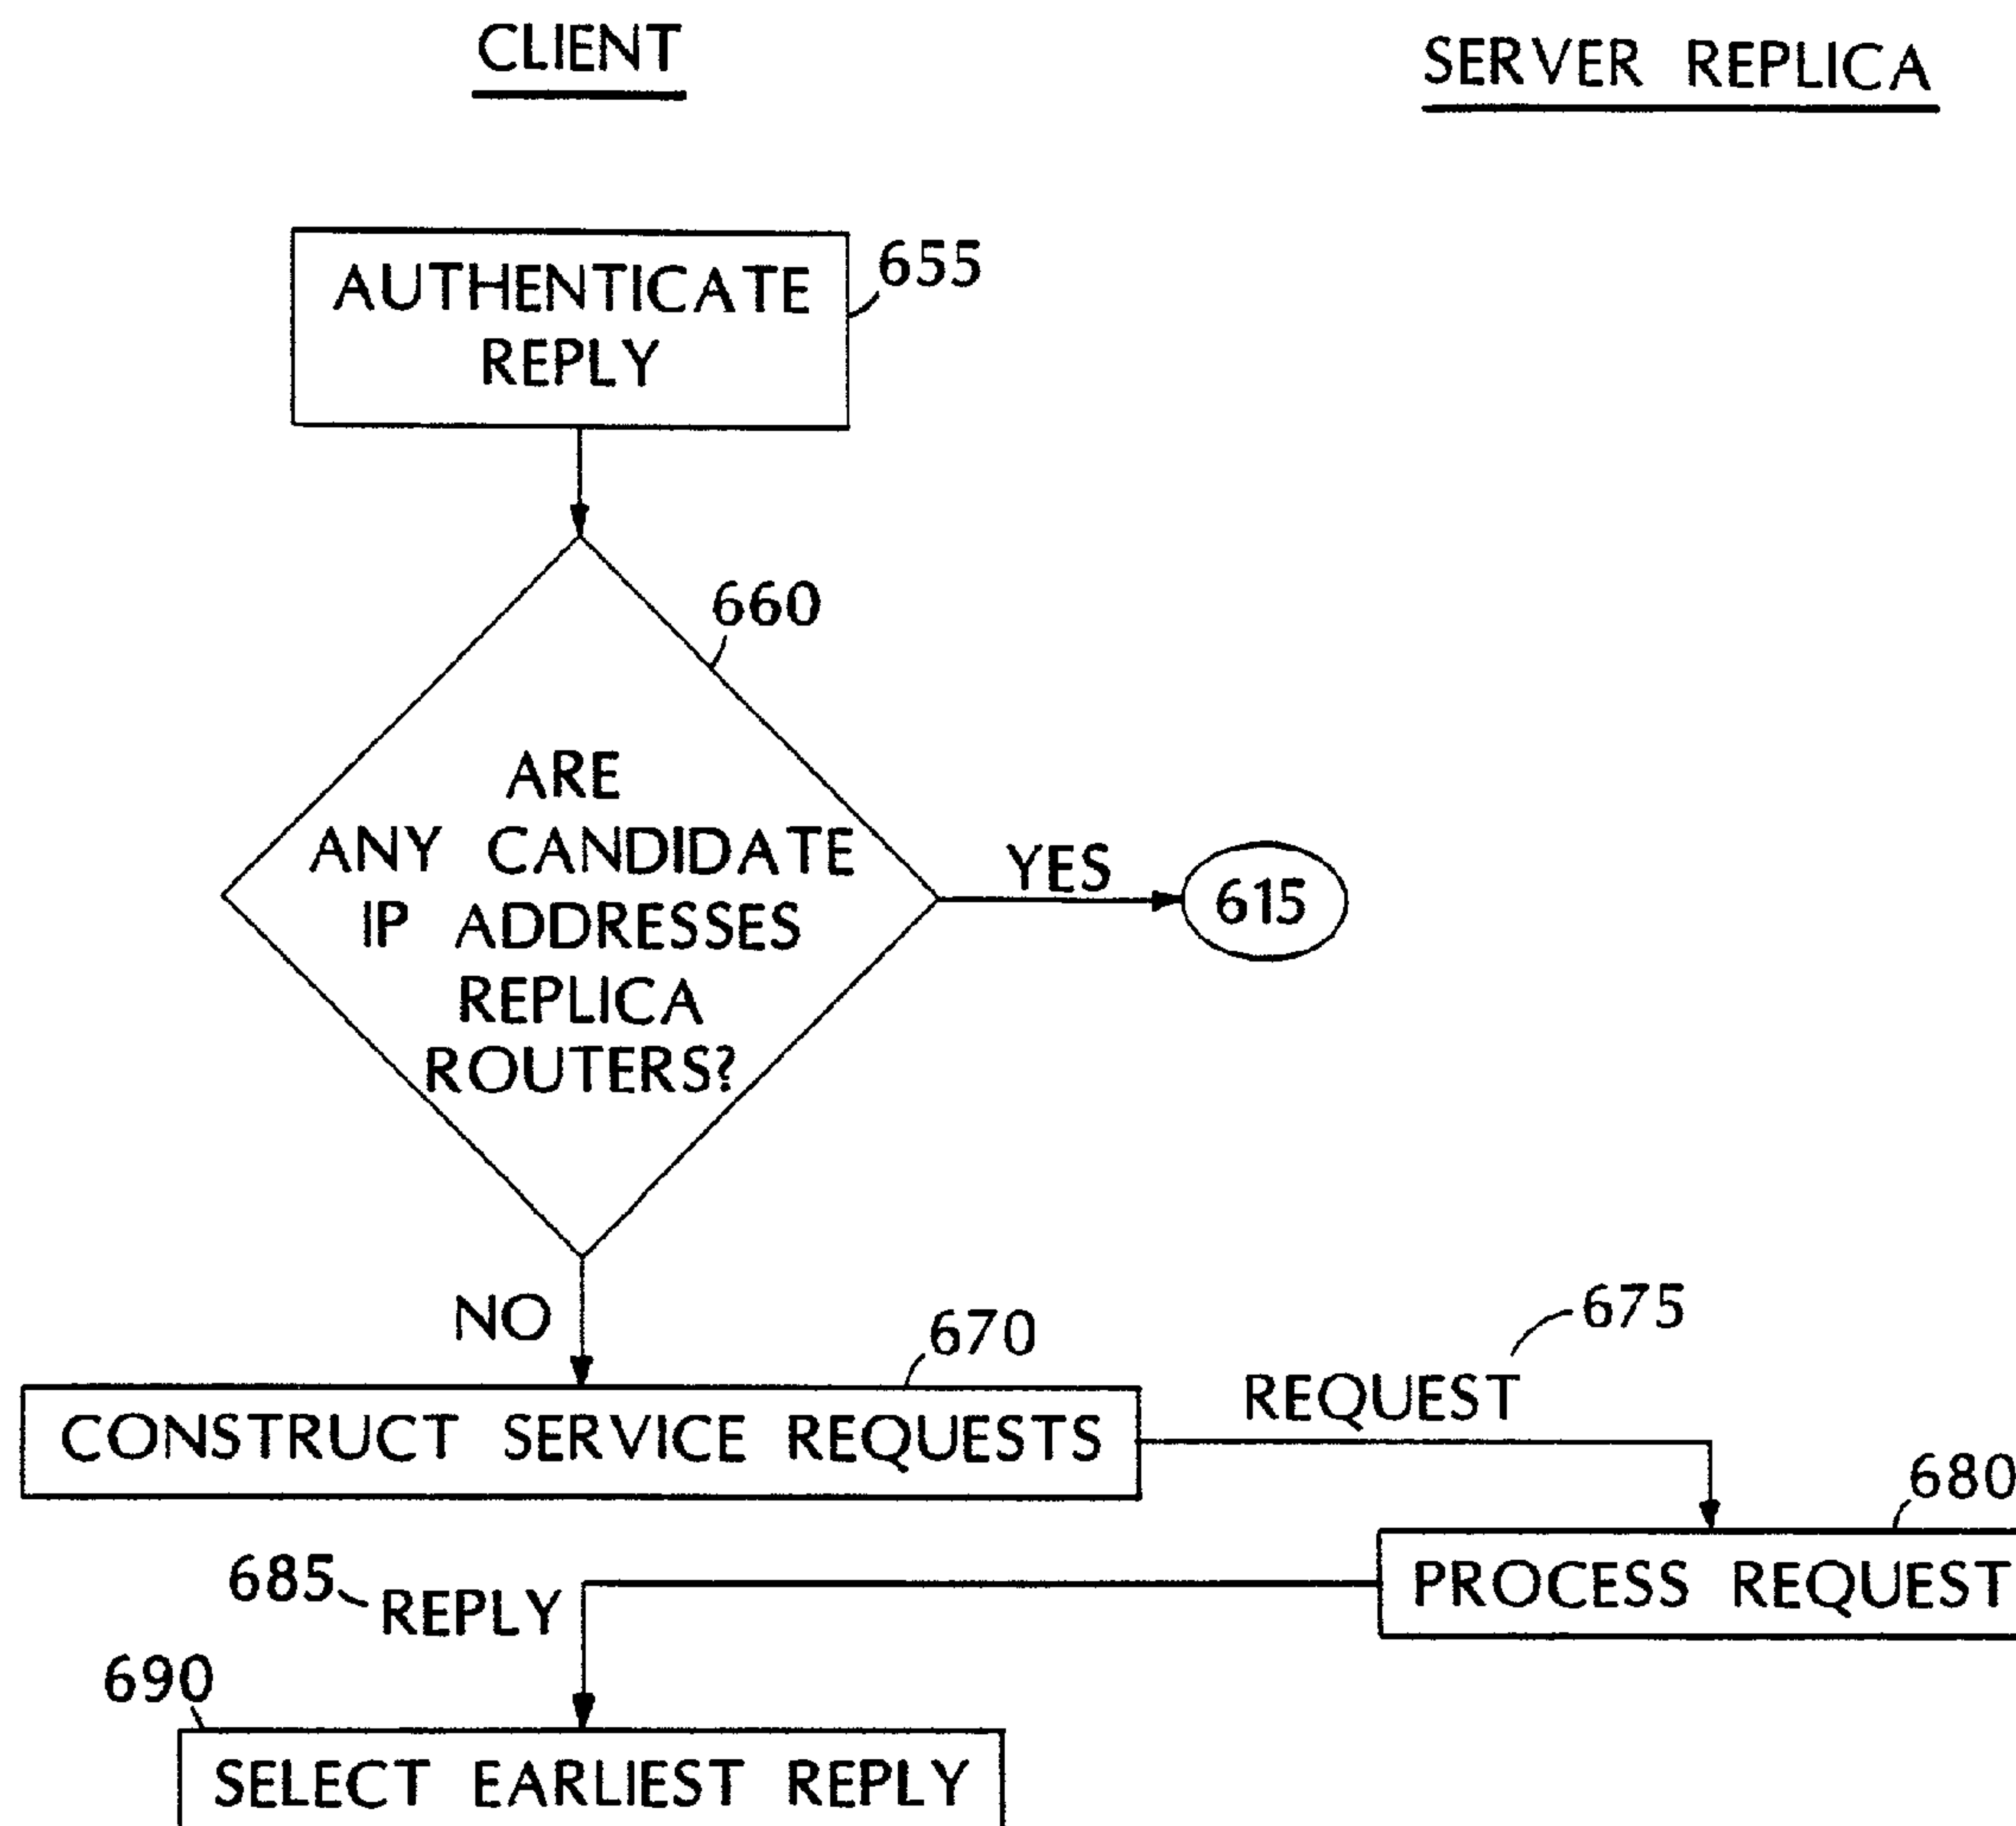 CLIENT
SERVER REPLICA
AUTHENTICATE
REPLY
655
660
ARE
ANY CANDIDATE
IP ADDRESSES
REPLICA
ROUTERS?
YES
615
NO
670
CONSTRUCT SERVICE REQUESTS
675
REQUEST
680
PROCESS REQUEST
685
REPLY
690
SELECT EARLIEST REPLY